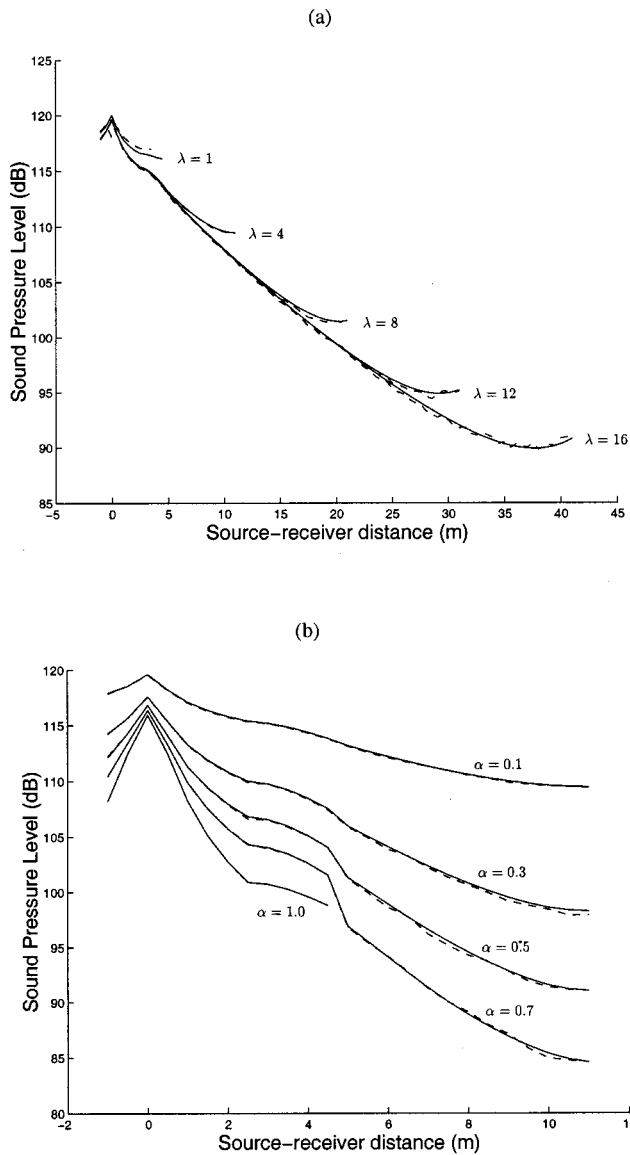 (a)
125
120
115
110
105
100
95
90
85
Sound Pressure Level (dB)
λ = 1
λ = 4
λ = 8
λ = 12
λ = 16
-5
0
5
10
15
20
25
30
35
40
45
Source-receiver distance (m)
(b)
120
115
110
105
100
95
90
85
80
Sound Pressure Level (dB)
α = 0.1
α = 0.3
α = 1.0
α = 0.5
α = 0.7
-2
0
2
4
6
8
10
1
Source-receiver distance (m)